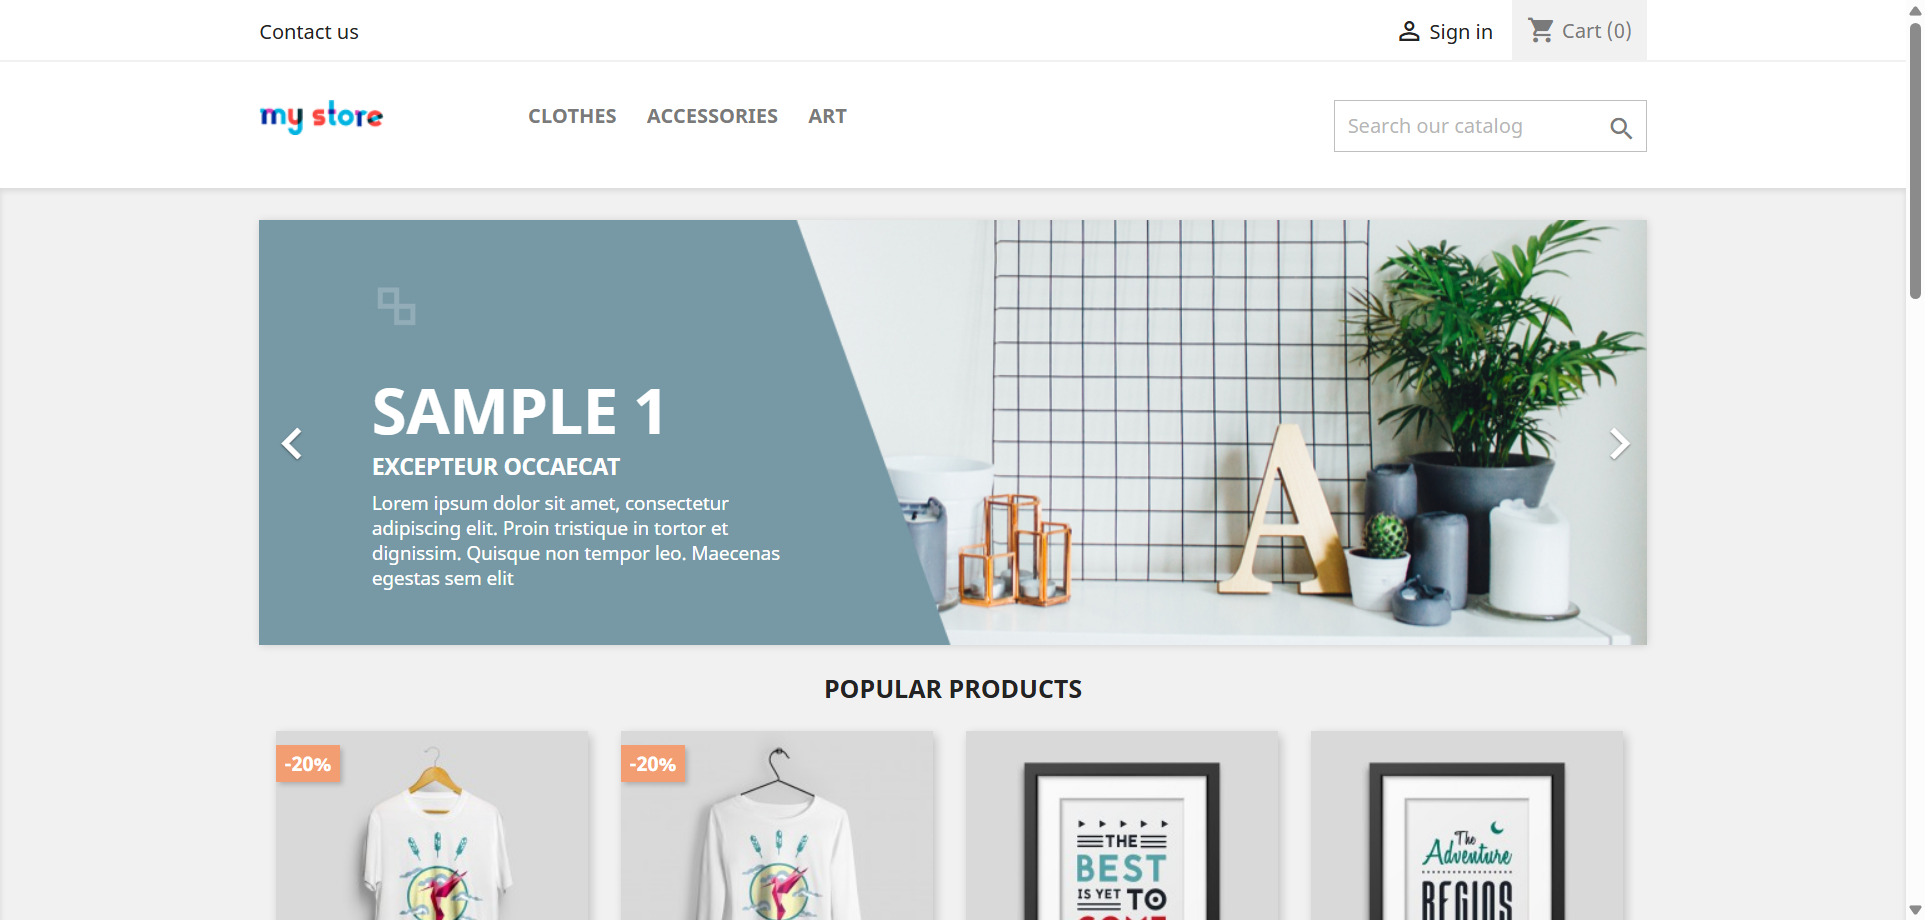 Contact us
Sign in
Cart (0)
my store
CLOTHES
ACCESSORIES
ART
Search our catalog
SAMPLE 1
EXCEPTEUR OCCAECAT
Lorem ipsum dolor sit amet, consectetur
adipiscing elit. Proin tristique in tortor et
dignissim. Quisque non tempor leo. Maecenas
egestas sem elit
A
POPULAR PRODUCTS
-20%
-20%
THE
BEST
IS YET TO
COME
The
Adventure
BEGINS